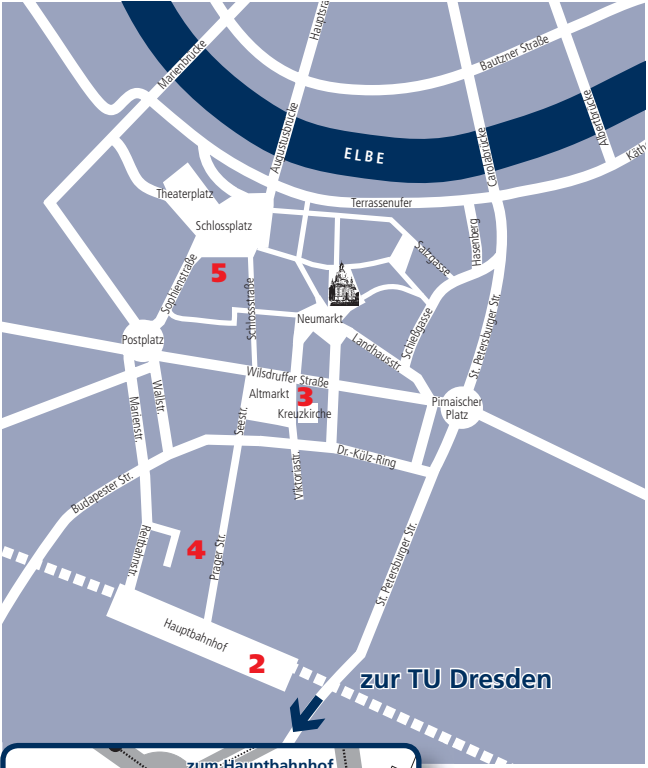 Hauptstra
Marienbrücke
Bautzner Straße
Augustusbrücke
ELBE
Carolabrücke
Albertbrücke
Käth
Theaterplatz
Terrassenufer
Schlossplatz
Hasenberg
Salzgasse
Sophienstraße
5
Schlossstraße
Neumarkt
Schießgasse
St. Petersburger Str.
Postplatz
Landhausstr.
Wilsdruffer Straße
Altmarkt
3
Kreuzkirche
Pirnaischer
Platz
Marienstr.
Wallstr.
Seestr.
Viktoriastr.
Dr.-Külz-Ring
Budapester Str.
Reitbahnstr.
4
Prager Str.
St. Petersburger Str.
Hauptbahnhof
2
zur TU Dresden
zum Hauptbahnhof